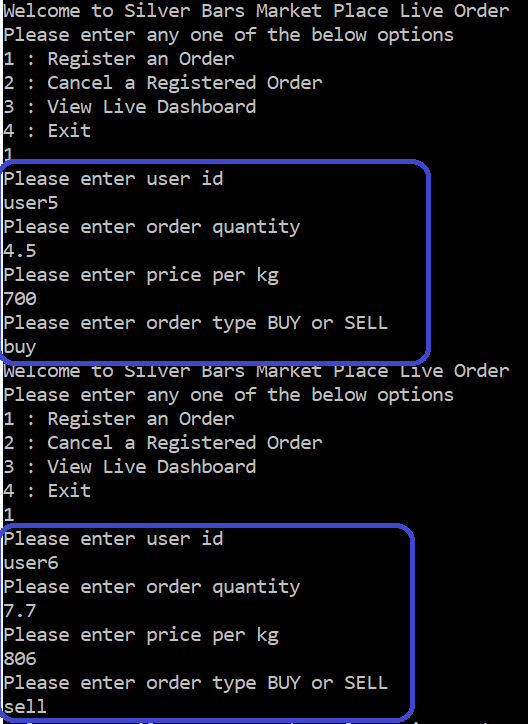 Welcome to Silver Bars Market Place Live Order
Please enter any one of the below options
1 : Register an Order
2 : Cancel a Registered Order
3 : View Live Dashboard
4 : Exit
1
Please enter user id
user5
Please enter order quantity
4.5
Please enter price per kg
700
Please enter order type BUY or SELL
buy
Welcome to Silver Bars Market Place Live Order
Please enter any one of the below options
1 : Register an Order
2 : Cancel a Registered Order
3 : View Live Dashboard
4 : Exit
1
Please enter user id
user6
Please enter order quantity
7.7
Please enter price per kg
806
Please enter order type BUY or SELL
sell